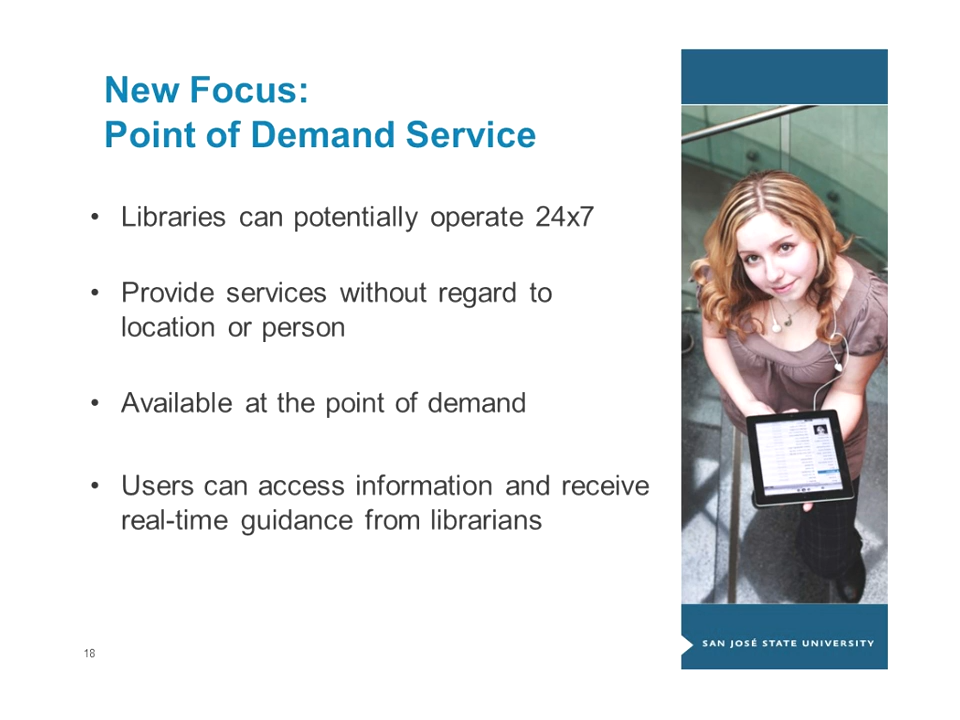 New Focus:
Point of Demand Service
• Libraries can potentially operate 24x7
• Provide services without regard to
location or person
• Available at the point of demand
• Users can access information and receive
real-time guidance from librarians
18
SAN JOSÉ STATE UNIVERSITY